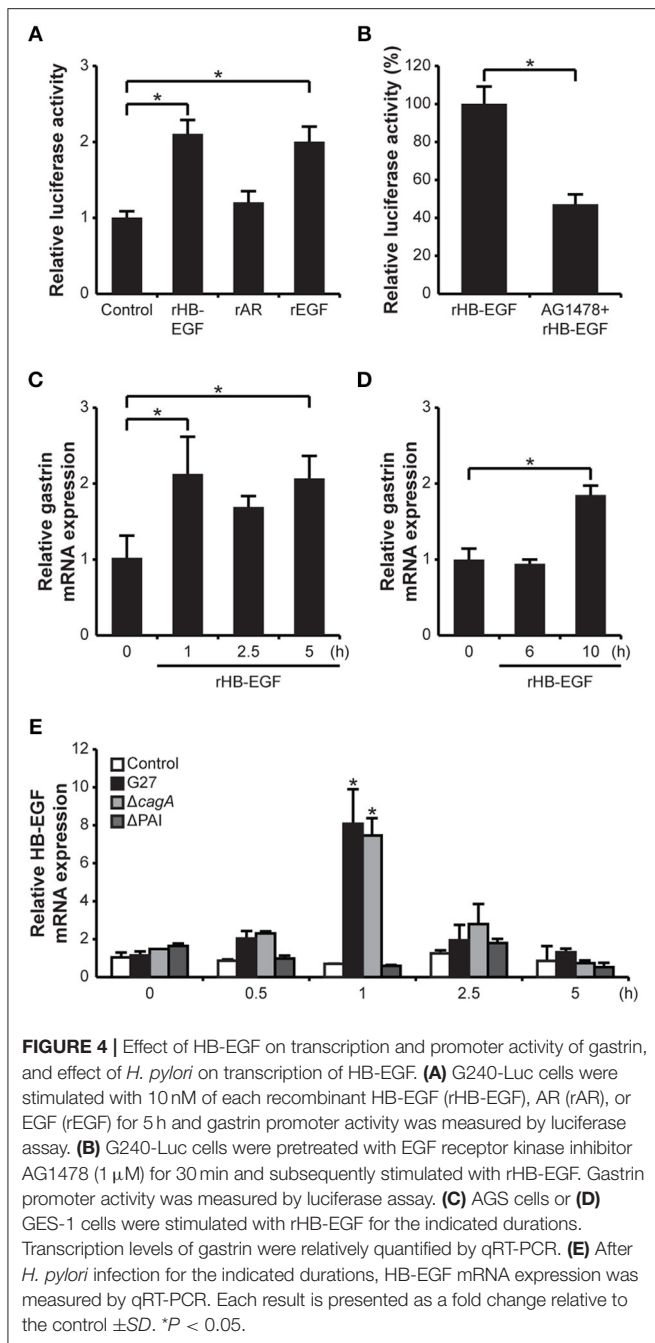 A
Relative luciferase activity
3
2
1
0
*
*
Control
rHB-
EGF
rAR
rEGF
B
Relative luciferase activity (%)
120
100
80
60
40
20
0
*
rHB-EGF
AG1478+
rHB-EGF
C
Relative gastrin
mRNA expression
3
2
1
0
*
*
0
1
2.5
5
(h)
rHB-EGF
D
Relative gastrin
mRNA expression
3
2
1
0
*
0
6
10
(h)
rHB-EGF
E
Relative HB-EGF
mRNA expression
12
10
8
6
4
2
0
Control
G27
ΔcagA
ΔPAI
*
*
0
0.5
1
2.5
5
(h)
FIGURE 4 | Effect of HB-EGF on transcription and promoter activity of gastrin,
and effect of H. pylori on transcription of HB-EGF. (A) G240-Luc cells were
stimulated with 10 nM of each recombinant HB-EGF (rHB-EGF), AR (rAR), or
EGF (rEGF) for 5 h and gastrin promoter activity was measured by luciferase
assay. (B) G240-Luc cells were pretreated with EGF receptor kinase inhibitor
AG1478 (1 μM) for 30 min and subsequently stimulated with rHB-EGF. Gastrin
promoter activity was measured by luciferase assay. (C) AGS cells or (D)
GES-1 cells were stimulated with rHB-EGF for the indicated durations.
Transcription levels of gastrin were relatively quantified by qRT-PCR. (E) After
H. pylori infection for the indicated durations, HB-EGF mRNA expression was
measured by qRT-PCR. Each result is presented as a fold change relative to
the control ±SD. *P < 0.05.